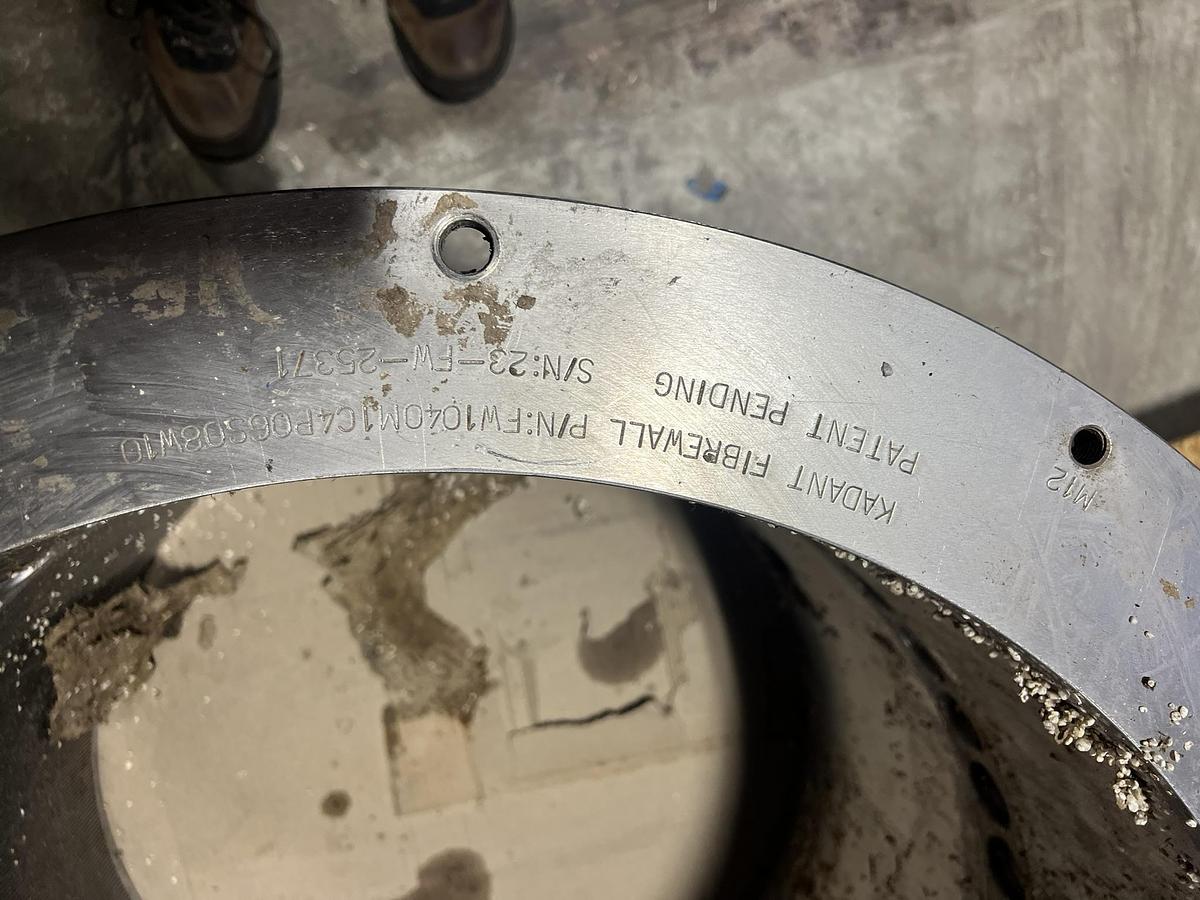 KADANT FIBREWALL P/N:FW1040M1C4P06S08W10
PATENT PENDING S/N:23-FW-25371
M12